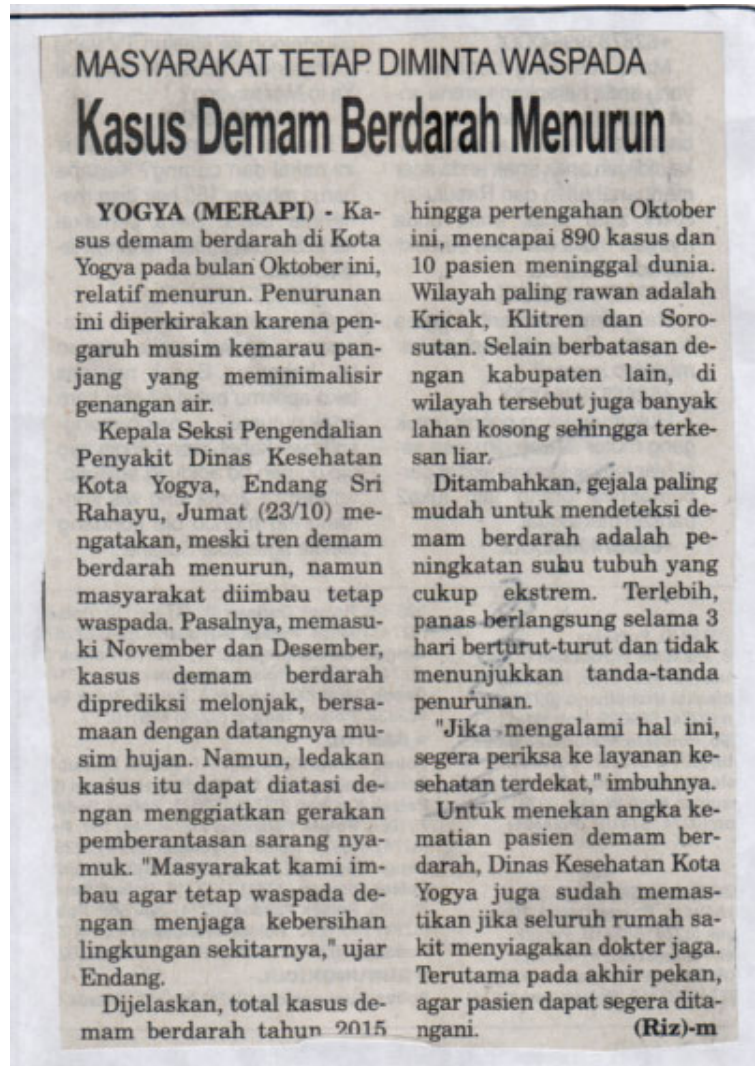 MASYARAKAT TETAP DIMINTA WASPADA
Kasus Demam Berdarah Menurun
YOGYA (MERAPI) - Ka-
sus demam berdarah di Kota
Yogya pada bulan Oktober ini,
relatif menurun. Penurunan
ini diperkirakan karena pen-
garuh musim kemarau pan-
jang yang meminimalisir
genangan air.
Kepala Seksi Pengendalian
Penyakit Dinas Kesehatan
Kota Yogya, Endang Sri
Rahayu, Jumat (23/10) me-
ngatakan, meski tren demam
berdarah menurun, namun
masyarakat diimbau tetap
waspada. Pasalnya, memasu-
ki November dan Desember,
kasus demam berdarah
diprediksi melonjak, bersa-
maan dengan datangnya mu-
sim hujan. Namun, ledakan
kasus itu dapat diatasi de-
ngan menggiatkan gerakan
pemberantasan sarang nya-
muk. "Masyarakat kami im-
bau agar tetap waspada de-
ngan menjaga kebersihan
lingkungan sekitarnya," ujar
Endang.
Dijelaskan, total kasus de-
mam berdarah tahun 2015
hingga pertengahan Oktober
ini, mencapai 890 kasus dan
10 pasien meninggal dunia.
Wilayah paling rawan adalah
Kricak, Klitren dan Soro-
sutan. Selain berbatasan de-
ngan kabupaten lain, di
wilayah tersebut juga banyak
lahan kosong sehingga terke-
san liar.
Ditambahkan, gejala paling
mudah untuk mendeteksi de-
mam berdarah adalah pe-
ningkatan suhu tubuh yang
cukup ekstrem. Terlebih,
panas berlangsung selama 3
hari berturut-turut dan tidak
menunjukkan tanda-tanda
penurunan.
"Jika mengalami hal ini,
segera periksa ke layanan ke-
sehatan terdekat," imbuhnya.
Untuk menekan angka ke-
matian pasien demam ber-
darah, Dinas Kesehatan Kota
Yogya juga sudah memas-
tikan jika seluruh rumah sa-
kit menyiagakan dokter jaga.
Terutama pada akhir pekan,
agar pasien dapat segera dita-
ngani. (Riz)-m